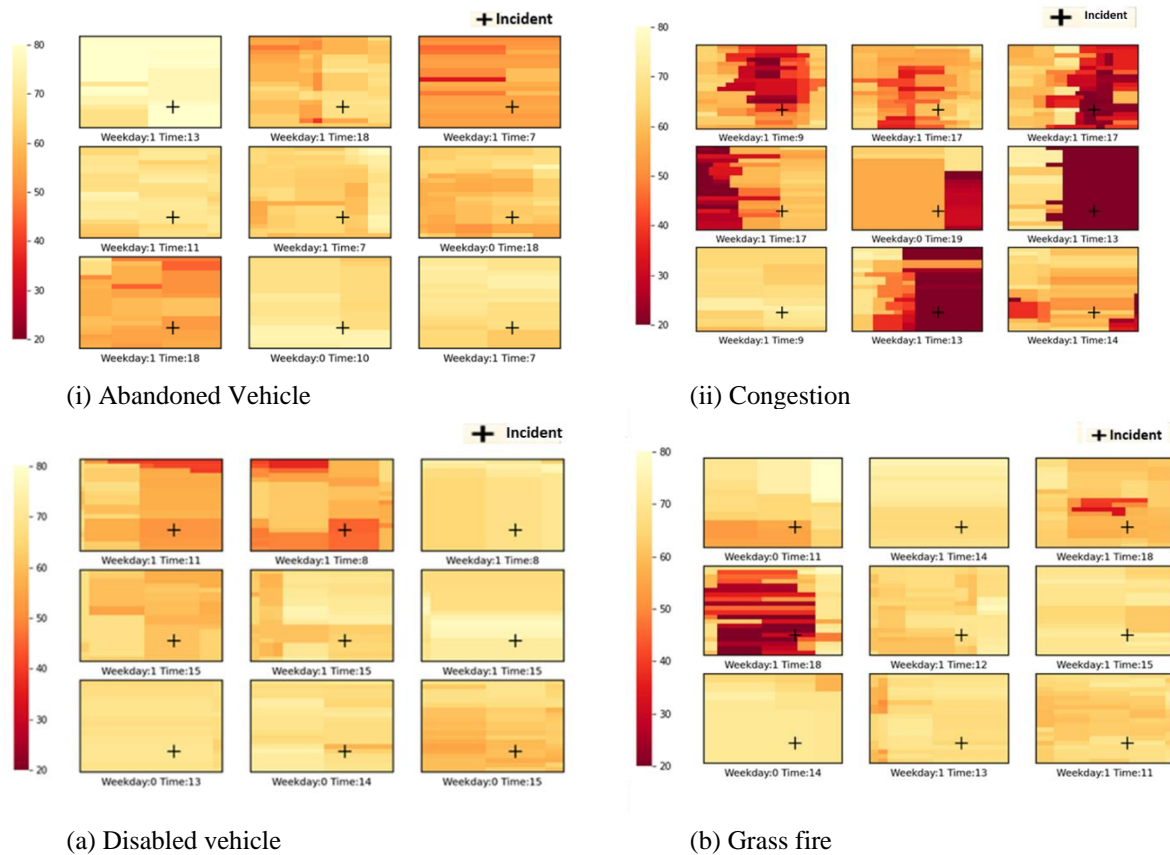 Incident
Incident
80
70
60
50
40
30
20
Weekday:1 Time:13
Weekday:1 Time:18
Weekday:1 Time:7
Weekday:1 Time:11
Weekday:1 Time:7
Weekday:0 Time:18
Weekday:1 Time:18
Weekday:0 Time:10
Weekday:1 Time:7
80
70
60
50
40
30
20
Weekday:1 Time:9
Weekday:1 Time:17
Weekday:1 Time:17
Weekday:1 Time:17
Weekday:0 Time:19
Weekday:1 Time:13
Weekday:1 Time:9
Weekday:1 Time:13
Weekday:1 Time:14
(i) Abandoned Vehicle
(ii) Congestion
Incident
Incident
80
70
60
50
40
30
20
Weekday:1 Time:11
Weekday:1 Time:8
Weekday:1 Time:8
Weekday:1 Time:15
Weekday:1 Time:15
Weekday:1 Time:15
Weekday:0 Time:13
Weekday:0 Time:14
Weekday:0 Time:15
80
70
60
50
40
30
20
Weekday:0 Time:11
Weekday:1 Time:14
Weekday:1 Time:18
Weekday:1 Time:18
Weekday:1 Time:12
Weekday:1 Time:15
Weekday:0 Time:14
Weekday:1 Time:13
Weekday:1 Time:11
(a) Disabled vehicle
(b) Grass fire